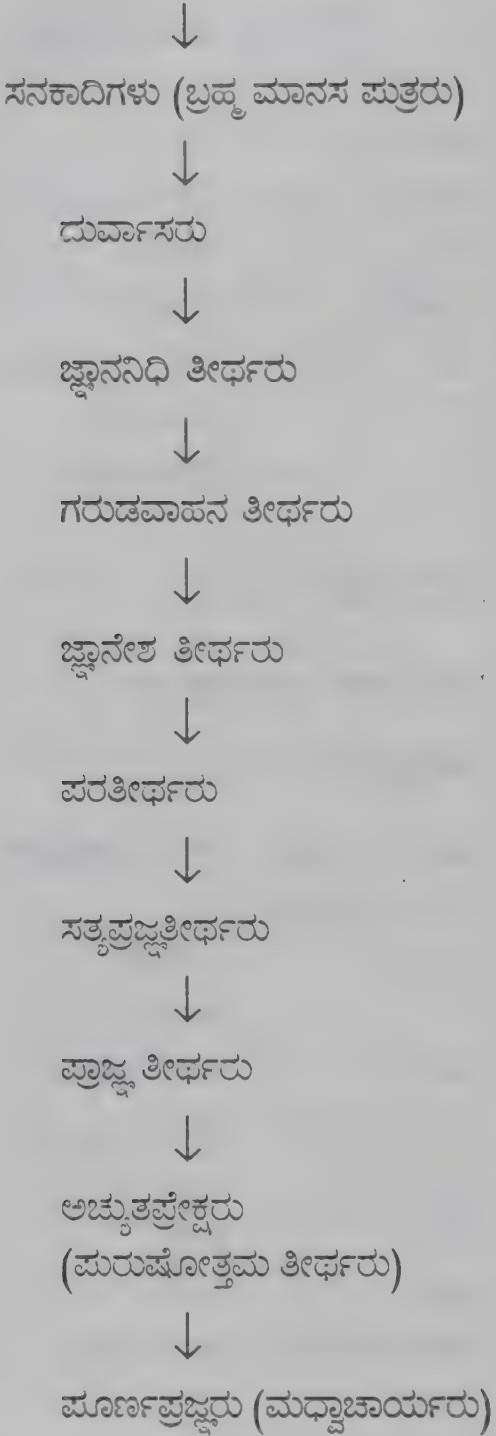 ↓
ಸನಕಾದಿಗಳು (ಬ್ರಹ್ಮ ಮಾನಸ ಪುತ್ರರು)
↓
ದುರ್ವಾಸರು
↓
ಜ್ಞಾನನಿಧಿ ತೀರ್ಥರು
↓
ಗರುಡವಾಹನ ತೀರ್ಥರು
↓
ಜ್ಞಾನೇಶ ತೀರ್ಥರು
↓
ಪರತೀರ್ಥರು
↓
ಸತ್ಯಪ್ರಜ್ಞತೀರ್ಥರು
↓
ಪ್ರಾಜ್ಞ ತೀರ್ಥರು
↓
ಅಚ್ಯುತಪ್ರೇಕ್ಷರು
(ಪುರುಷೋತ್ತಮ ತೀರ್ಥರು)
↓
ಪೂರ್ಣಪ್ರಜ್ಞರು (ಮಧ್ವಾಚಾರ್ಯರು)